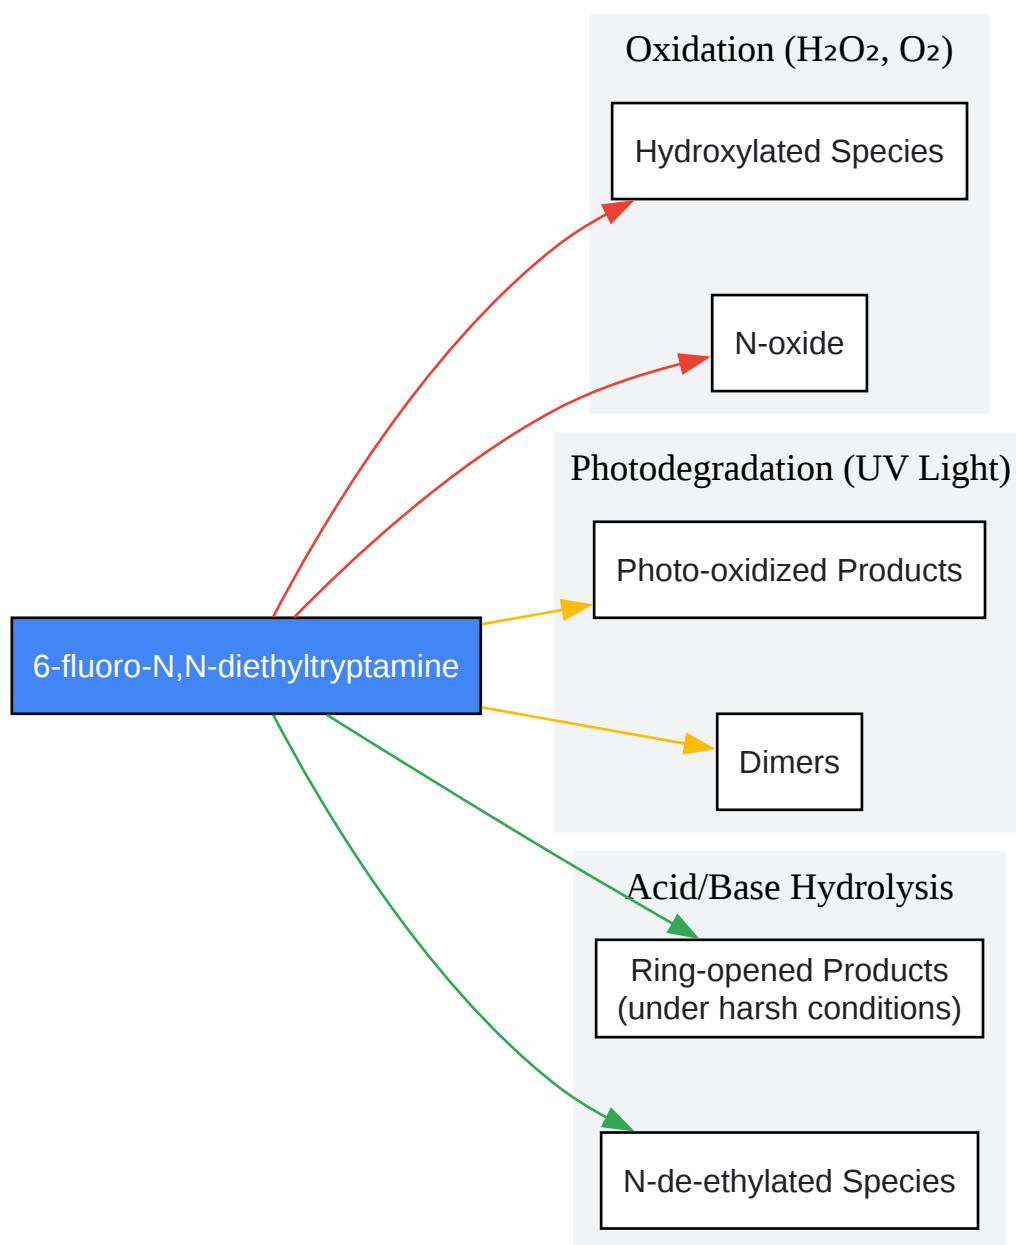 Oxidation (H₂O₂, O₂)
Hydroxylated Species
N-oxide
Photodegradation (UV Light)
Photo-oxidized Products
6-fluoro-N,N-diethyltryptamine
Dimers
Acid/Base Hydrolysis
Ring-opened Products
(under harsh conditions)
N-de-ethylated Species